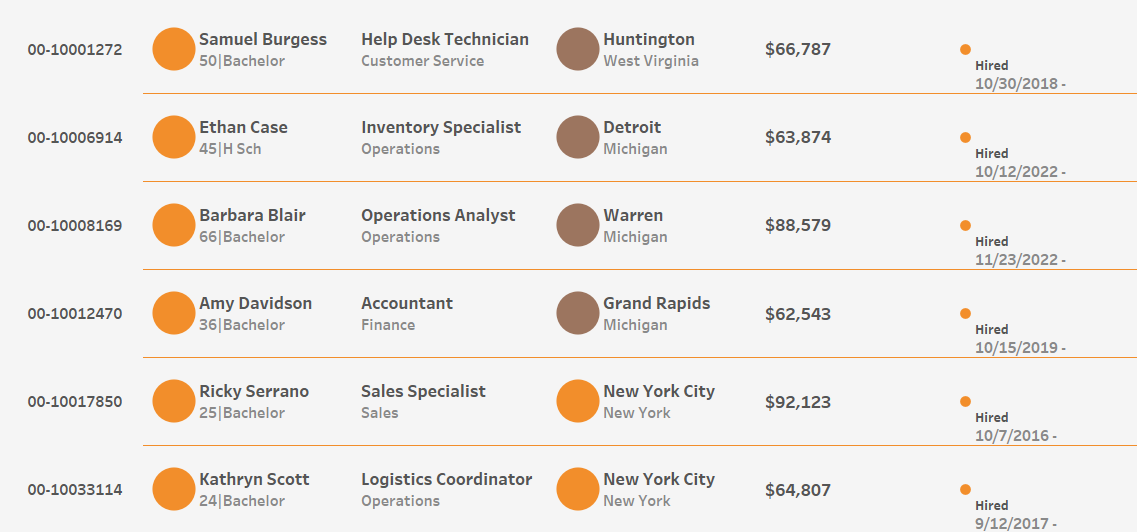 00-10001272
Samuel Burgess
50|Bachelor
Help Desk Technician
Customer Service
Huntington
West Virginia
$66,787
Hired
10/30/2018 -
00-10006914
Ethan Case
45|H Sch
Inventory Specialist
Operations
Detroit
Michigan
$63,874
Hired
10/12/2022 -
00-10008169
Barbara Blair
66|Bachelor
Operations Analyst
Operations
Warren
Michigan
$88,579
Hired
11/23/2022 -
00-10012470
Amy Davidson
36|Bachelor
Accountant
Finance
Grand Rapids
Michigan
$62,543
Hired
10/15/2019 -
00-10017850
Ricky Serrano
25|Bachelor
Sales Specialist
Sales
New York City
New York
$92,123
Hired
10/7/2016 -
00-10033114
Kathryn Scott
24|Bachelor
Logistics Coordinator
Operations
New York City
New York
$64,807
Hired
9/12/2017 -